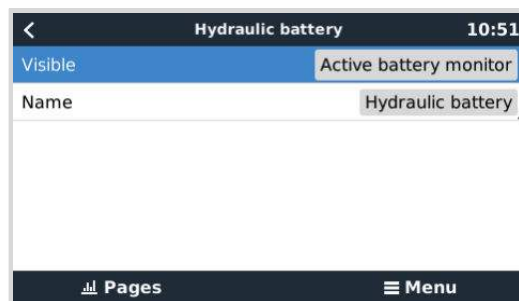 Hydraulic battery 10:51
Visible Active battery monitor
Name Hydraulic battery
Pages Menu